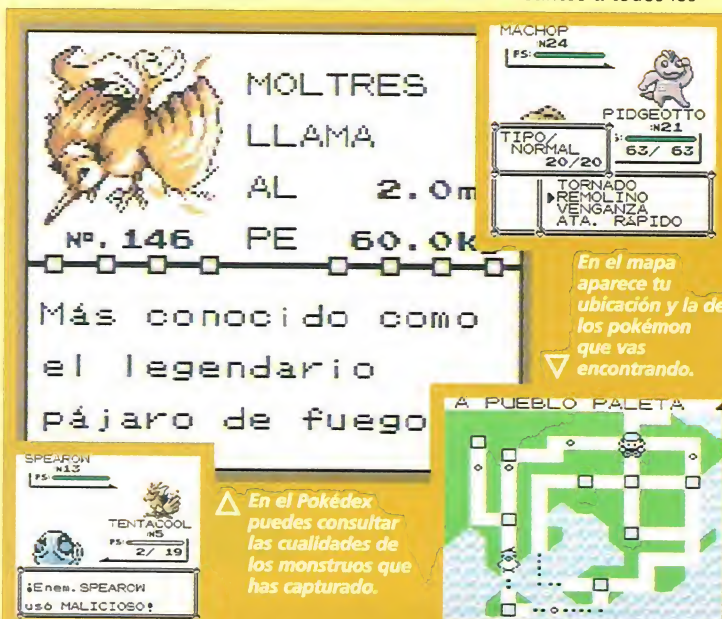 MOLTRES
LLAMA
AL 2.0m
Nº.146 PE 60.0k
Más conocido como
el legendario
pájaro de fuego
MACHOP
N24
PS:
PIDGEOTTO
N21
63/ 63
TIPO/
NORMAL
20/20
TORNADO
▶REMOLINO
VENGANZA
ATA. RÁPIDO
En el mapa
aparece tu
ubicación y la de
los pokémon
que vas
encontrando.
A PUEBLO PALETA
SPEAROW
N13
PS:
TENTACOOL
N5
PS:
2/ 19
¡Enem. SPEAROW
usó MALICIOSO!
En el Pokédex
puedes consultar
las cualidades de
los monstruos que
has capturado.